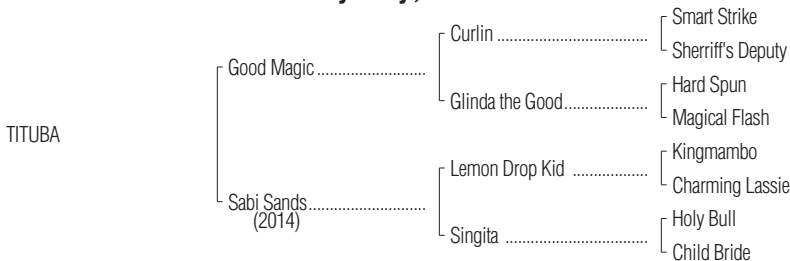 Smart Strike
Curlin
Sherriff's Deputy
Good Magic
Hard Spun
Glinda the Good
Magical Flash
TITUBA
Kingmambo
Lemon Drop Kid
Charming Lassie
Sabi Sands
(2014)
Holy Bull
Singita
Child Bride